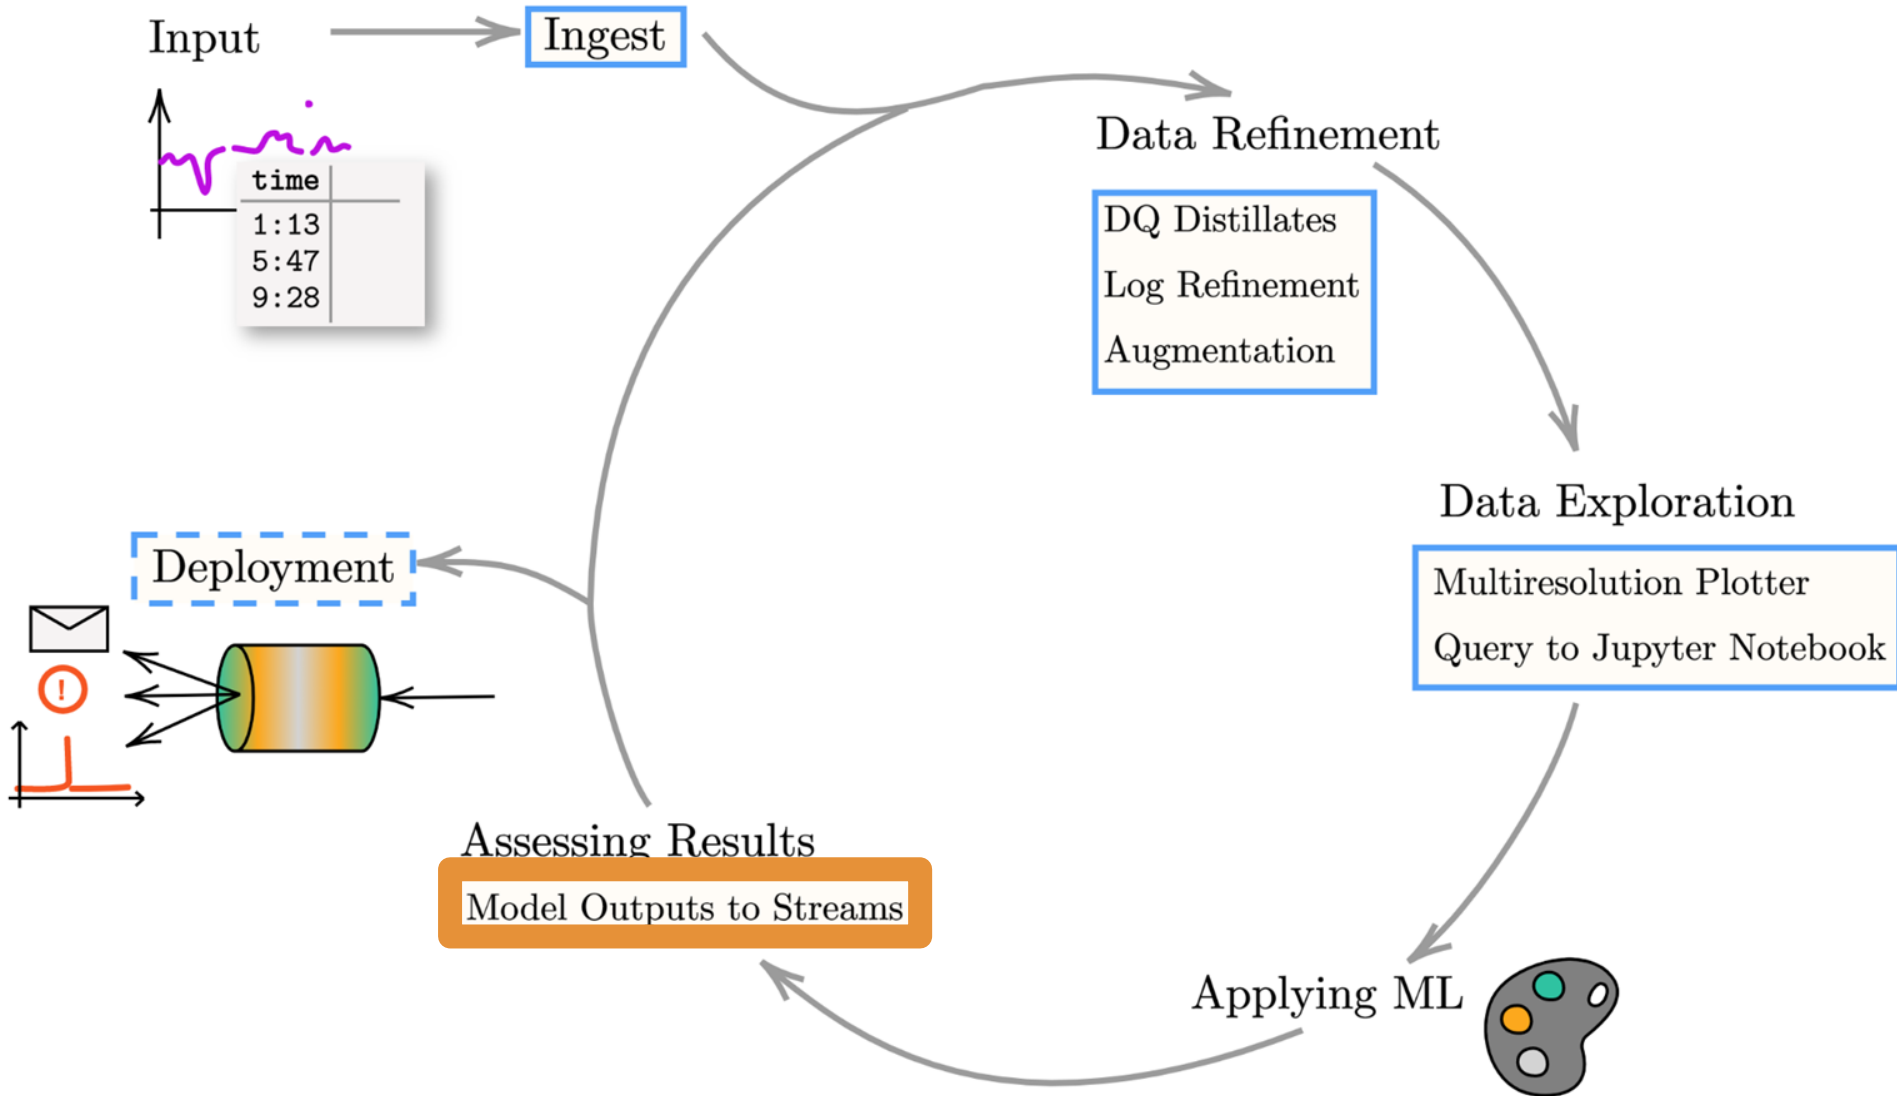 Input
Ingest
time
1:13
5:47
9:28
Data Refinement
DQ Distillates
Log Refinement
Augmentation
Data Exploration
Multiresolution Plotter
Query to Jupyter Notebook
Applying ML
Assessing Results
Model Outputs to Streams
Deployment
!